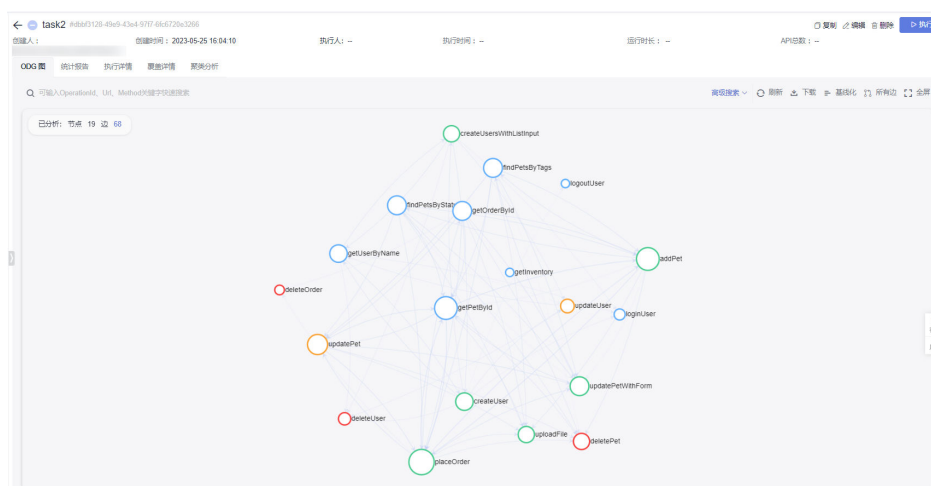 task2 #dbbf3128-49e9-43e4-97f7-6fc6720e3266 复制 编辑 删除 执行
创建人： 创建时间：2023-05-25 16:04:10 执行人：-- 执行时间：-- 运行时长：-- API总数：--
ODG 图 统计报告 执行详情 覆盖详情 聚类分析
可输入OperationId、Url、Method关键字快速搜索 高级搜索 刷新 下载 基线化 所有边 全屏
已分析： 节点 19 边 68
createUsersWithListInput
findPetsByTags
logoutUser
findPetsByStatu
getOrderById
getUserByName
addPet
getInventory
deleteOrder
getPetById
updateUser
loginUser
updatePet
updatePetWithForm
createUser
deleteUser
uploadFile
deletePet
placeOrder